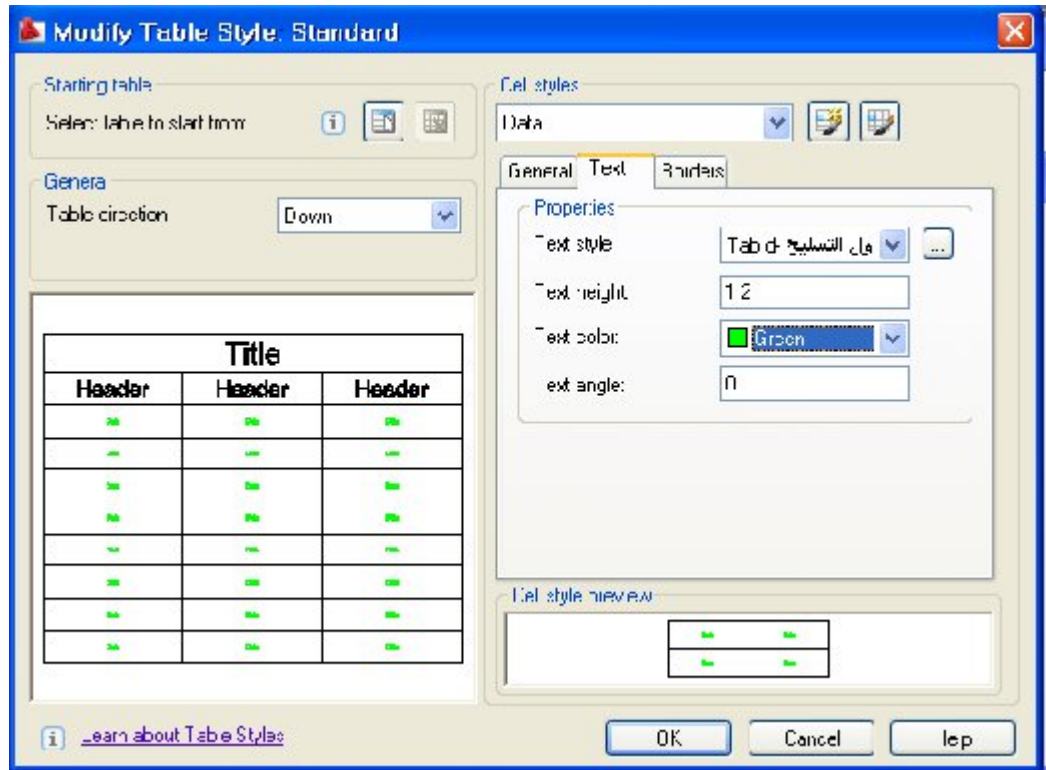 Modify Table Style: Standard
Starting table
Select table to start from
General
Table direction
Down
Title
Header Header Header
Learn about Table Styles
Cell styles
Data
General Text Borders
Properties
Text style
التسليح
Text height
1.2
Text color:
Green
Text angle:
0
Cell style preview
OK Cancel Help